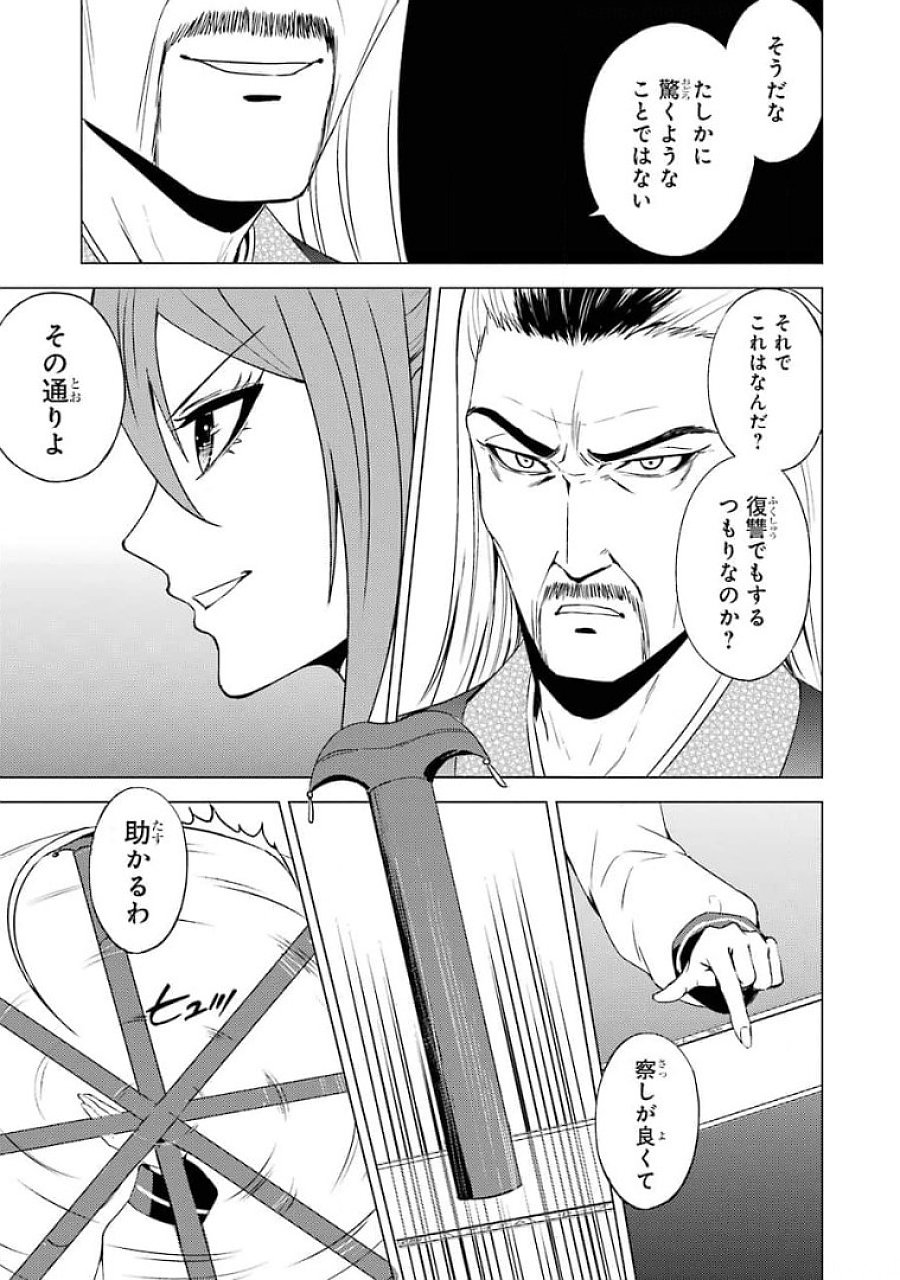 そうだな
たしかに
驚くような
ことではない
それで
これはなんだ?
復讐でもする
つもりなのか?
その通りよ
察しが良くて
助かるわ
ヒュッ